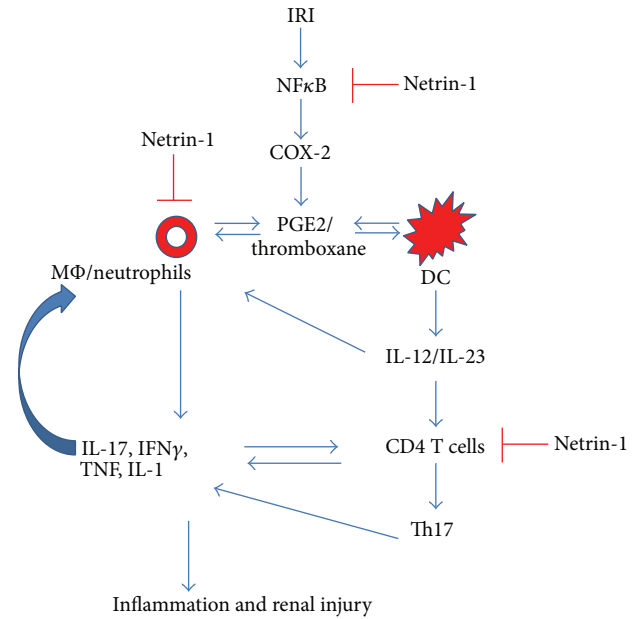 IRI
NFκB
Netrin-1
COX-2
Netrin-1
PGE2/
thromboxane
MΦ/neutrophils
DC
IL-12/IL-23
IL-17, IFNγ,
TNF, IL-1
CD4 T cells
Netrin-1
Th17
Inflammation and renal injury